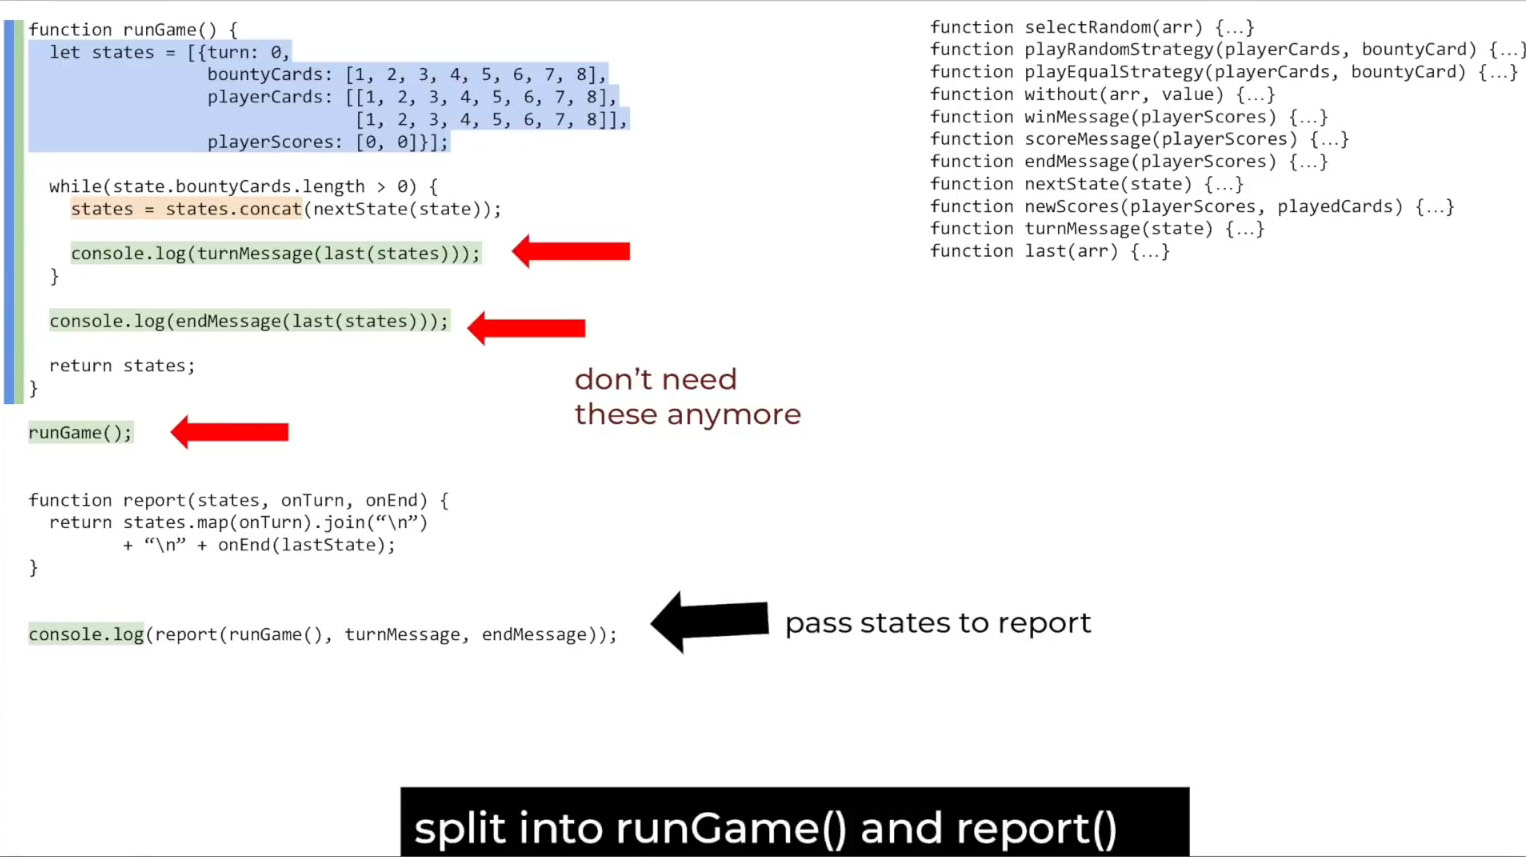 function runGame() {
let states = [{turn: 0,
bountyCards: [1, 2, 3, 4, 5, 6, 7, 8],
playerCards: [[1, 2, 3, 4, 5, 6, 7, 8],
[1, 2, 3, 4, 5, 6, 7, 8]],
playerScores: [0, 0]}];
while(state.bountyCards.length > 0) {
states = states.concat(nextState(state));
console.log(turnMessage(last(states)));
}
console.log(endMessage(last(states)));
return states;
}
don’t need
these anymore
runGame();
function report(states, onTurn, onEnd) {
return states.map(onTurn).join(“\n”)
+ “\n” + onEnd(lastState);
}
console.log(report(runGame(), turnMessage, endMessage));
pass states to report
function selectRandom(arr) {…}
function playRandomStrategy(playerCards, bountyCard) {…}
function playEqualStrategy(playerCards, bountyCard) {…}
function without(arr, value) {…}
function winMessage(playerScores) {…}
function scoreMessage(playerScores) {…}
function endMessage(playerScores) {…}
function nextState(state) {…}
function newScores(playerScores, playedCards) {…}
function turnMessage(state) {…}
function last(arr) {…}
split into runGame() and report()